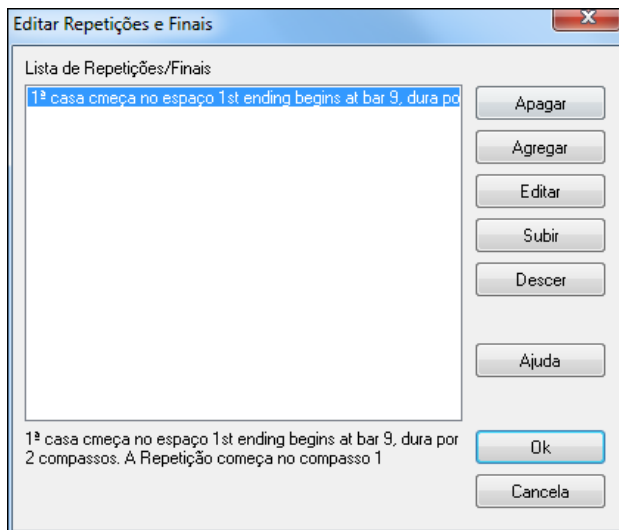 Editar Repetições e Finais
Lista de Repetições/Finais
1ª casa cmeça no espaço 1st ending begins at bar 9, dura po
Apagar
Agregar
Editar
Subir
Descer
Ajuda
1ª casa cmeça no espaço 1st ending begins at bar 9, dura por
2 compassos. A Repetição começa no compasso 1
Ok
Cancela